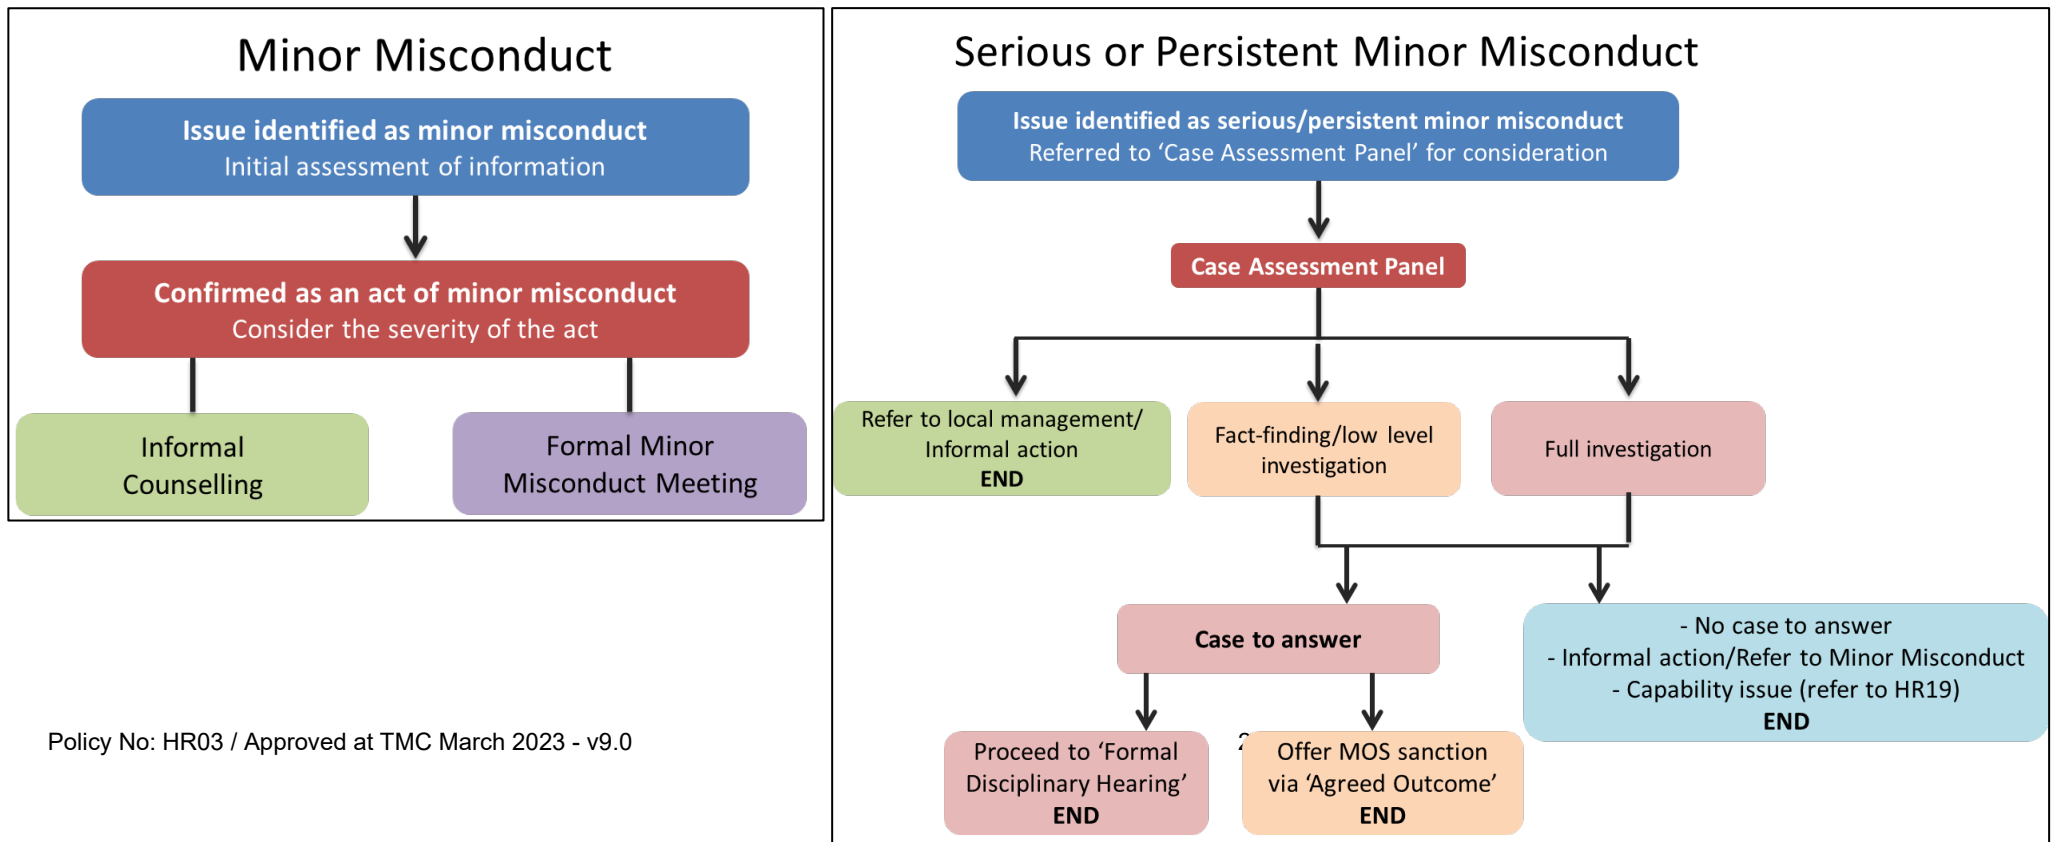 Minor Misconduct
Issue identified as minor misconduct
Initial assessment of information
Confirmed as an act of minor misconduct
Consider the severity of the act
Informal
Counselling
Formal Minor
Misconduct Meeting
Serious or Persistent Minor Misconduct
Issue identified as serious/persistent minor misconduct
Referred to ‘Case Assessment Panel’ for consideration
Case Assessment Panel
Refer to local management/
Informal action
END
Fact-finding/low level
investigation
Full investigation
Case to answer
- No case to answer
- Informal action/Refer to Minor Misconduct
- Capability issue (refer to HR19)
END
Proceed to ‘Formal
Disciplinary Hearing’
END
Offer MOS sanction
via ‘Agreed Outcome’
END
Policy No: HR03 / Approved at TMC March 2023 - v9.0